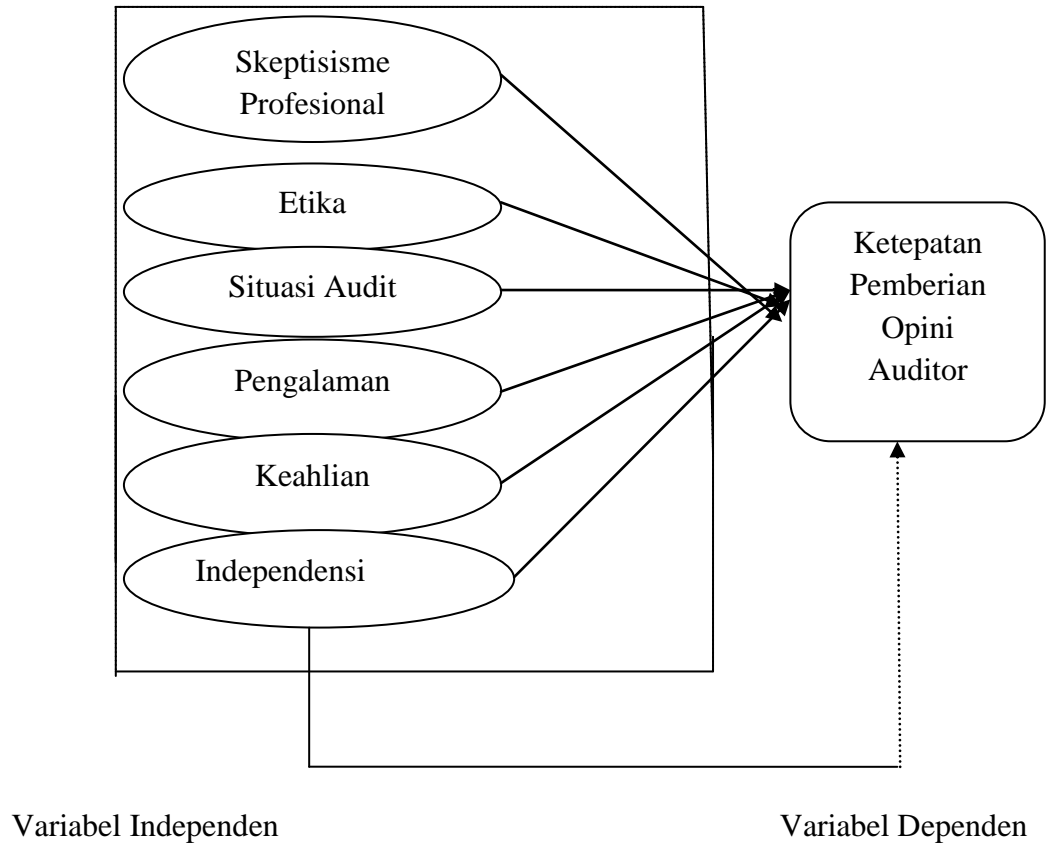 Skeptisisme
Profesional
Etika
Situasi Audit
Pengalaman
Keahlian
Independensi
Ketepatan
Pemberian
Opini
Auditor
Variabel Independen
Variabel Dependen